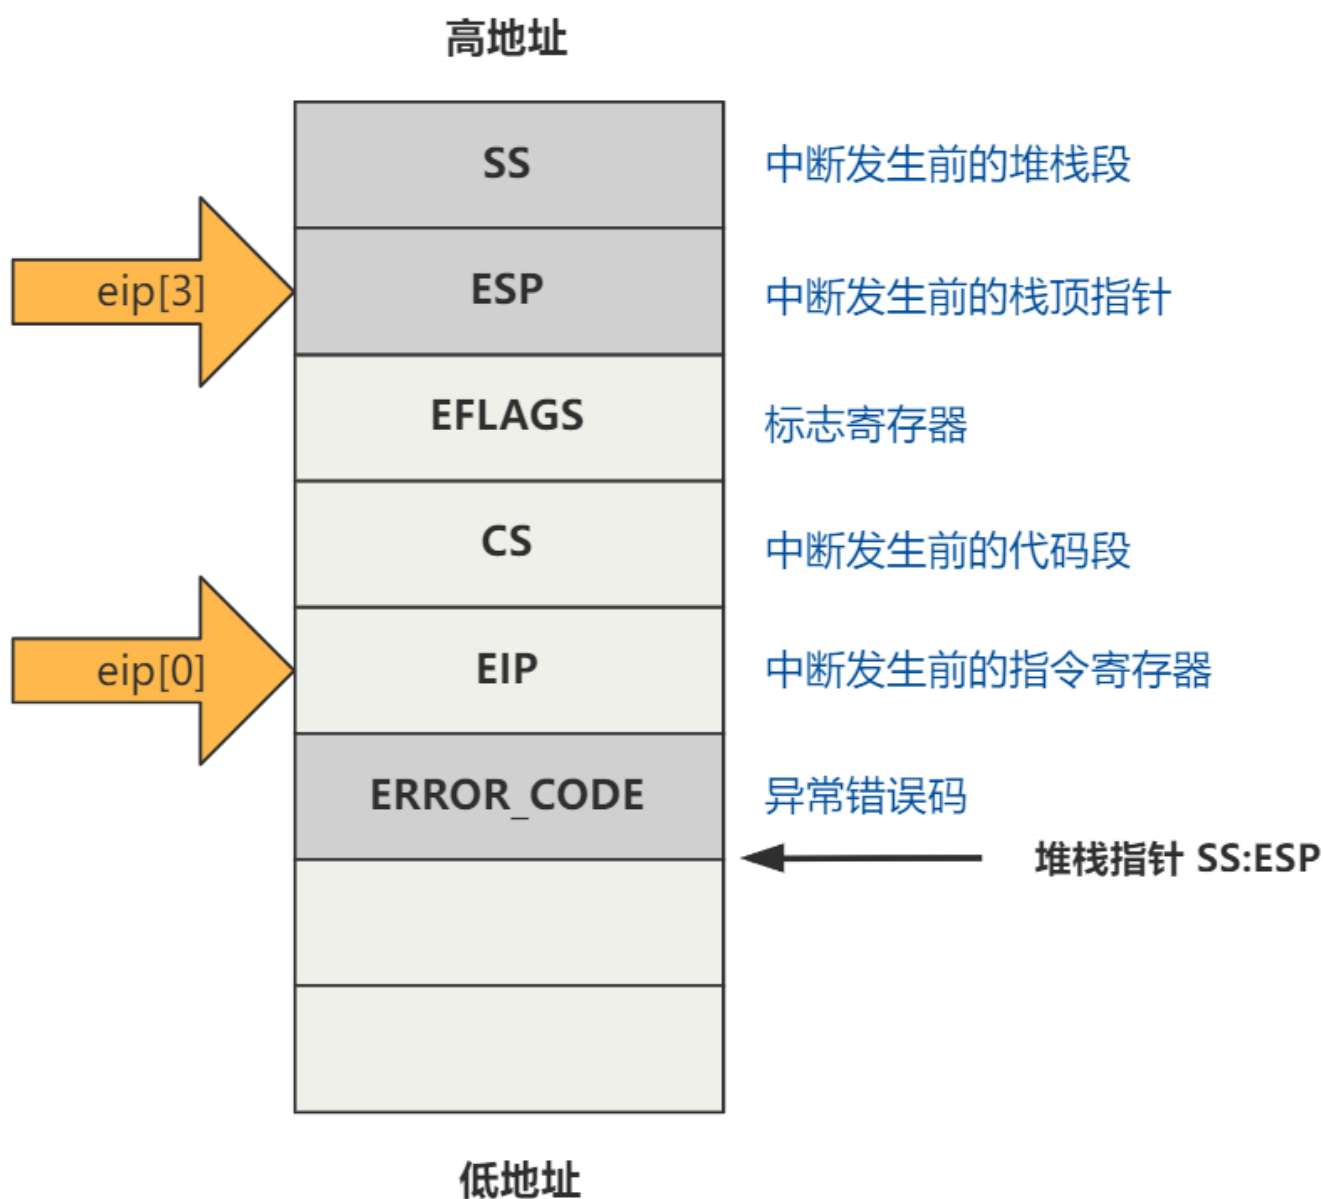 高地址
SS
中断发生前的堆栈段
eip[3]
ESP
中断发生前的栈顶指针
EFLAGS
标志寄存器
CS
中断发生前的代码段
eip[0]
EIP
中断发生前的指令寄存器
ERROR_CODE
异常错误码
堆栈指针 SS:ESP
低地址